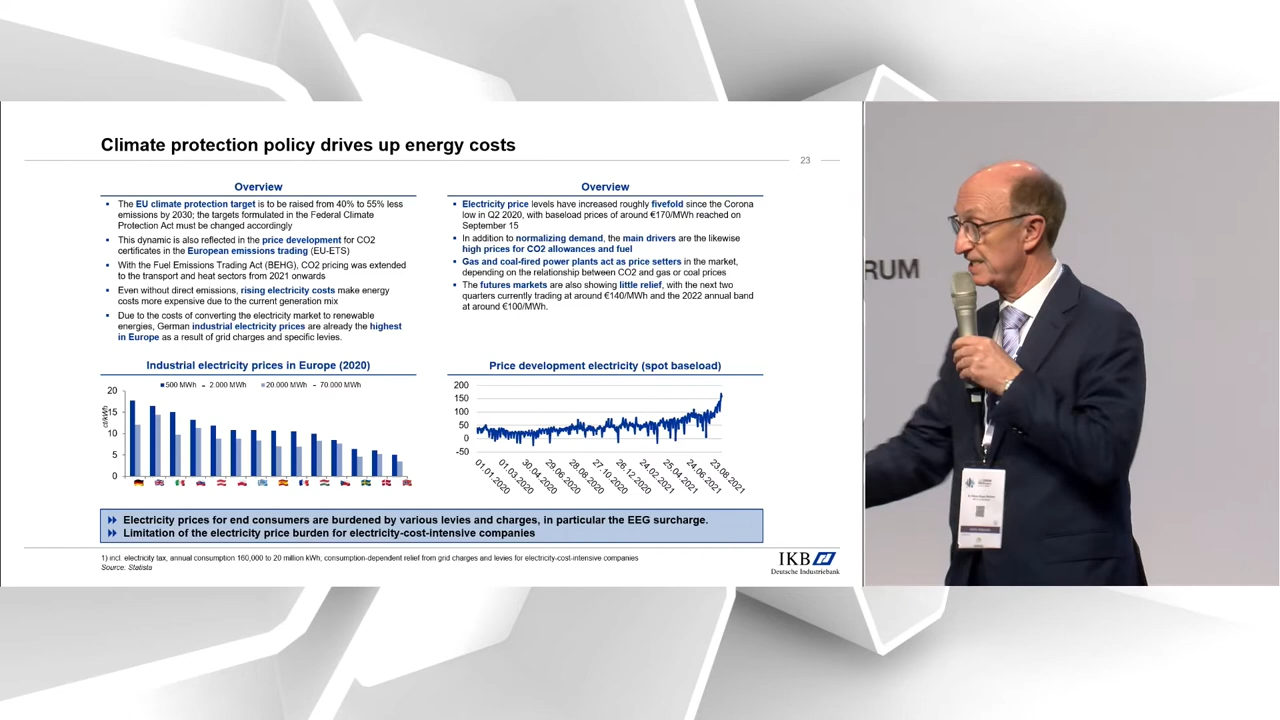 Climate protection policy drives up energy costs
23
Overview
The EU climate protection target is to be raised from 40% to 55% less
emissions by 2030; the targets formulated in the Federal Climate
Protection Act must be changed accordingly
This dynamic is also reflected in the price development for CO2
certificates in the European emissions trading (EU-ETS)
With the Fuel Emissions Trading Act (BEHG), CO2 pricing was extended
to the transport and heat sectors from 2021 onwards
Even without direct emissions, rising electricity costs make energy
costs more expensive due to the current generation mix
Due to the costs of converting the electricity market to renewable
energies, German industrial electricity prices are already the highest
in Europe as a result of grid charges and specific levies.
Overview
Electricity price levels have increased roughly fivefold since the Corona
low in Q2 2020, with baseload prices of around €170/MWh reached on
September 15
In addition to normalizing demand, the main drivers are the likewise
high prices for CO2 allowances and fuel
Gas and coal-fired power plants act as price setters in the market,
depending on the relationship between CO2 and gas or coal prices
The futures markets are also showing little relief, with the next two
quarters currently trading at around €140/MWh and the 2022 annual band
at around €100/MWh.
Industrial electricity prices in Europe (2020)
500 MWh - 2.000 MWh 20.000 MWh - 70.000 MWh
ct/kWh
20
15
10
5
0
Price development electricity (spot baseload)
200
150
100
50
0
-50
01.01.2020
01.03.2020
30.04.2020
29.06.2020
28.08.2020
27.10.2020
26.12.2020
24.02.2021
25.04.2021
24.06.2021
23.08.2021
Electricity prices for end consumers are burdened by various levies and charges, in particular the EEG surcharge.
Limitation of the electricity price burden for electricity-cost-intensive companies
1) incl. electricity tax, annual consumption 160,000 to 20 million kWh, consumption-dependent relief from grid charges and levies for electricity-cost-intensive companies
Source: Statista
IKB
Deutsche Industriebank
RUM